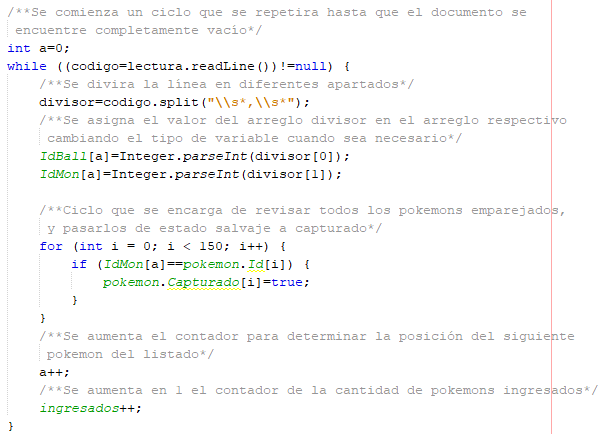 /**Se comienza un ciclo que se repetira hasta que el documento se
encuentre completamente vacío*/
int a=0;
while ((codigo=lectura.readLine())!=null) {
/**Se divira la línea en diferentes apartados*/
divisor=codigo.split("\\s*,\\s*");
/**Se asigna el valor del arreglo divisor en el arreglo respectivo
cambiando el tipo de variable cuando sea necesario*/
IdBall[a]=Integer.parseInt(divisor[0]);
IdMon[a]=Integer.parseInt(divisor[1]);
/**Ciclo que se encarga de revisar todos los pokemons emparejados,
y pasarlos de estado salvaje a capturado*/
for (int i = 0; i < 150; i++) {
if (IdMon[a]==pokemon.Id[i]) {
pokemon.Capturado[i]=true;
}
}
/**Se aumenta el contador para determinar la posición del siguiente
pokemon del listado*/
a++;
/**Se aumenta en 1 el contador de la cantidad de pokemons ingresados*/
ingresados++;
}